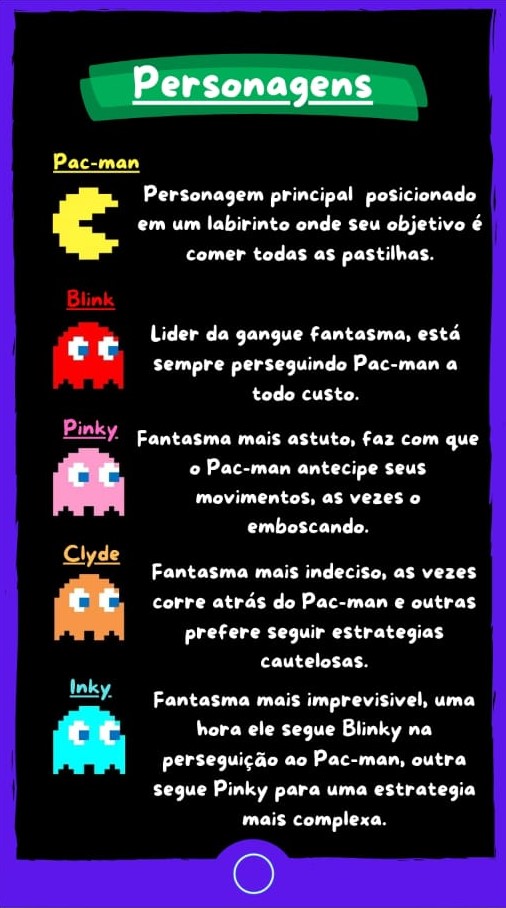 Personagens
Pac-man
Personagem principal posicionado
em um labirinto onde seu objetivo é
comer todas as pastilhas.
Blink
Lider da gangue fantasma, está
sempre perseguindo Pac-man a
todo custo.
Pinky
Fantasma mais astuto, faz com que
o Pac-man antecipe seus
movimentos, as vezes o
emboscando.
Clyde
Fantasma mais indeciso, as vezes
corre atrás do Pac-man e outras
prefere seguir estrategias
cautelosas.
Inky
Fantasma mais imprevisivel, uma
hora ele segue Blinky na
perseguição ao Pac-man, outra
segue Pinky para uma estrategia
mais complexa.